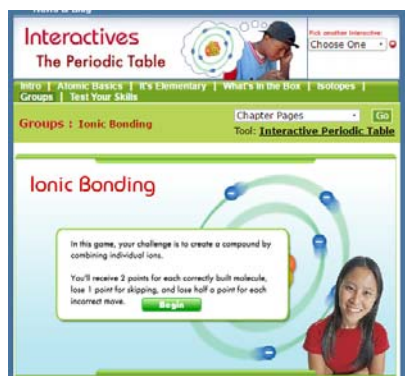 Interactives
The Periodic Table
Pick another Interactive:
Choose One
Intro | Atomic Basics | It's Elementary | What's in the Box | Isotopes |
Groups | Test Your Skills
Groups : Ionic Bonding
Chapter Pages
Go
Tool: Interactive Periodic Table
Ionic Bonding
In this game, your challenge is to create a compound by
combining individual ions.
You'll receive 2 points for each correctly built molecule,
lose 1 point for skipping, and lose half a point for each
incorrect move.
Begin